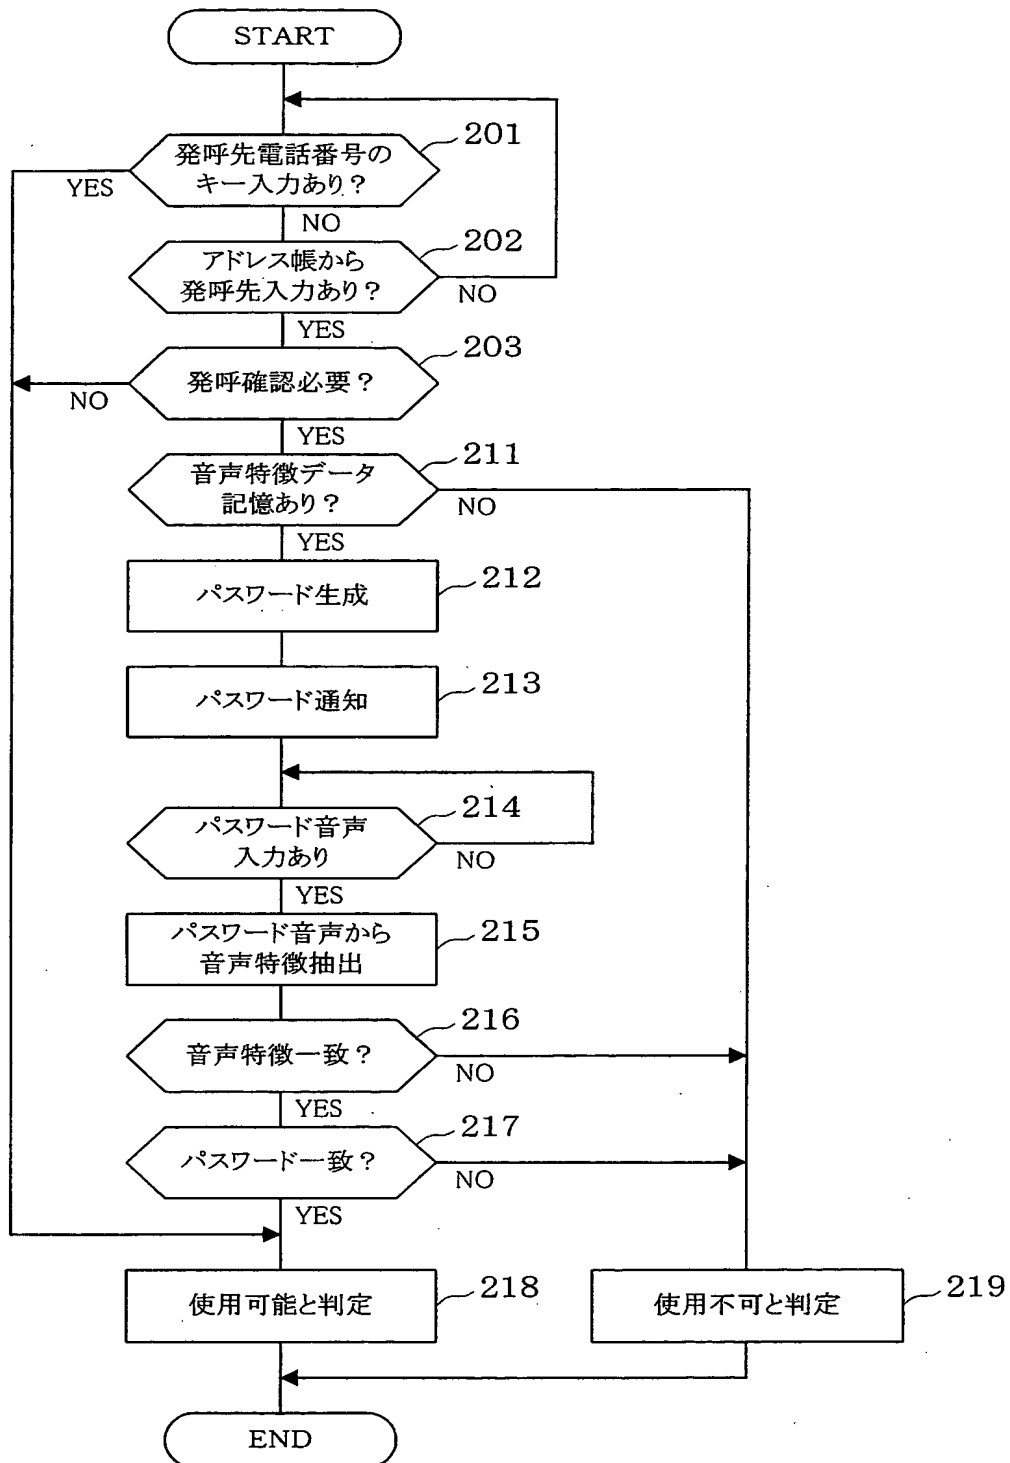 START
発呼先電話番号の
キー入力あり？
201
YES
NO
アドレス帳から
発呼先入力あり？
202
NO
YES
発呼確認必要？
203
NO
YES
音声特徴データ
記憶あり？
211
NO
YES
パスワード生成
212
パスワード通知
213
パスワード音声
入力あり
214
NO
YES
パスワード音声から
音声特徴抽出
215
音声特徴一致？
216
NO
YES
パスワード一致？
217
NO
YES
使用可能と判定
218
使用不可と判定
219
END